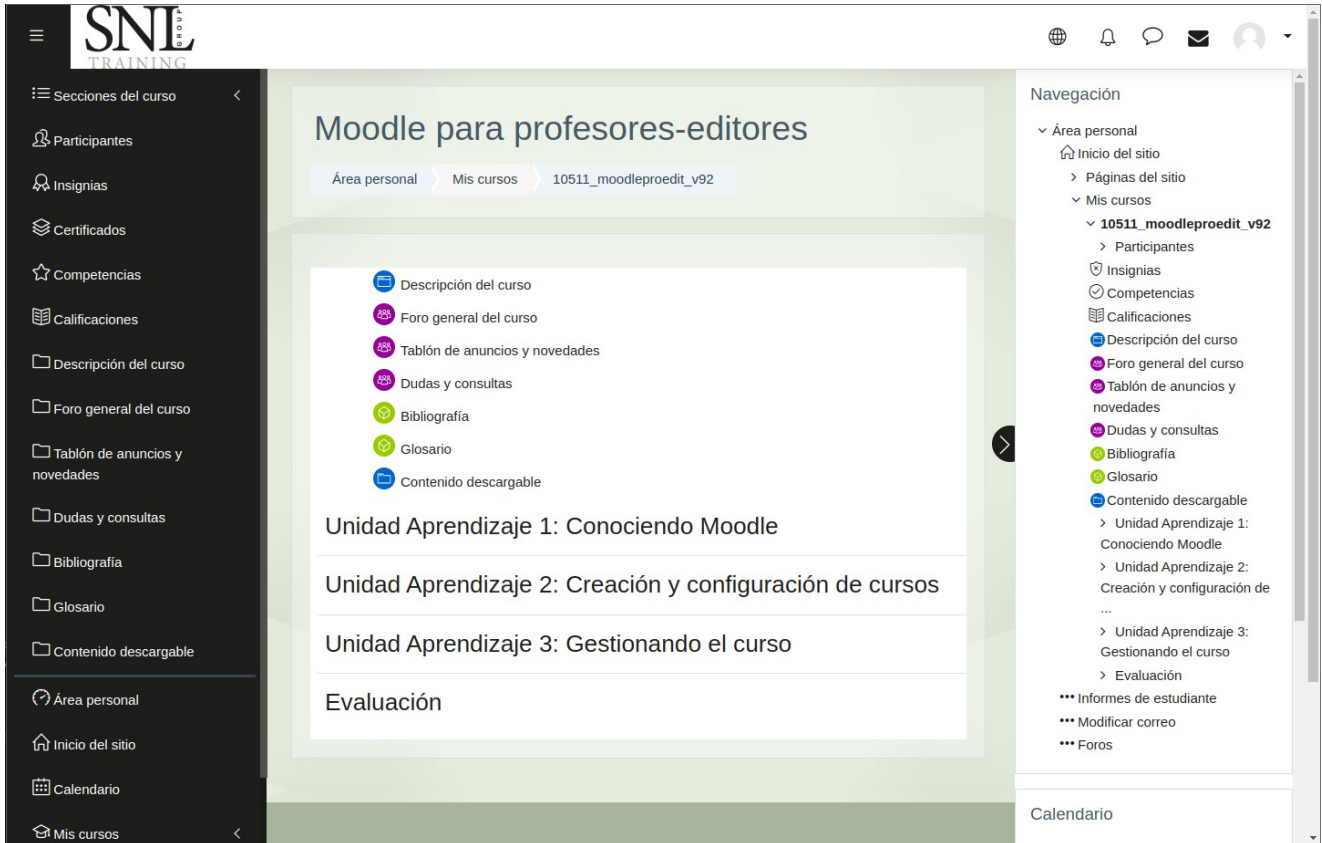 SNL GROUP
TRAINING
Secciones del curso
Participantes
Insignias
Certificados
Competencias
Calificaciones
Descripción del curso
Foro general del curso
Tablón de anuncios y
novedades
Dudas y consultas
Bibliografía
Glosario
Contenido descargable
Área personal
Inicio del sitio
Calendario
Mis cursos
Moodle para profesores-editores
Área personal Mis cursos 10511_moodleproedit_v92
Descripción del curso
Foro general del curso
Tablón de anuncios y novedades
Dudas y consultas
Bibliografía
Glosario
Contenido descargable
Unidad Aprendizaje 1: Conociendo Moodle
Unidad Aprendizaje 2: Creación y configuración de cursos
Unidad Aprendizaje 3: Gestionando el curso
Evaluación
Navegación
Área personal
Inicio del sitio
Páginas del sitio
Mis cursos
10511_moodleproedit_v92
Participantes
Insignias
Competencias
Calificaciones
Descripción del curso
Foro general del curso
Tablón de anuncios y
novedades
Dudas y consultas
Bibliografía
Glosario
Contenido descargable
Unidad Aprendizaje 1:
Conociendo Moodle
Unidad Aprendizaje 2:
Creación y configuración de
...
Unidad Aprendizaje 3:
Gestionando el curso
Evaluación
Informes de estudiante
Modificar correo
Foros
Calendario